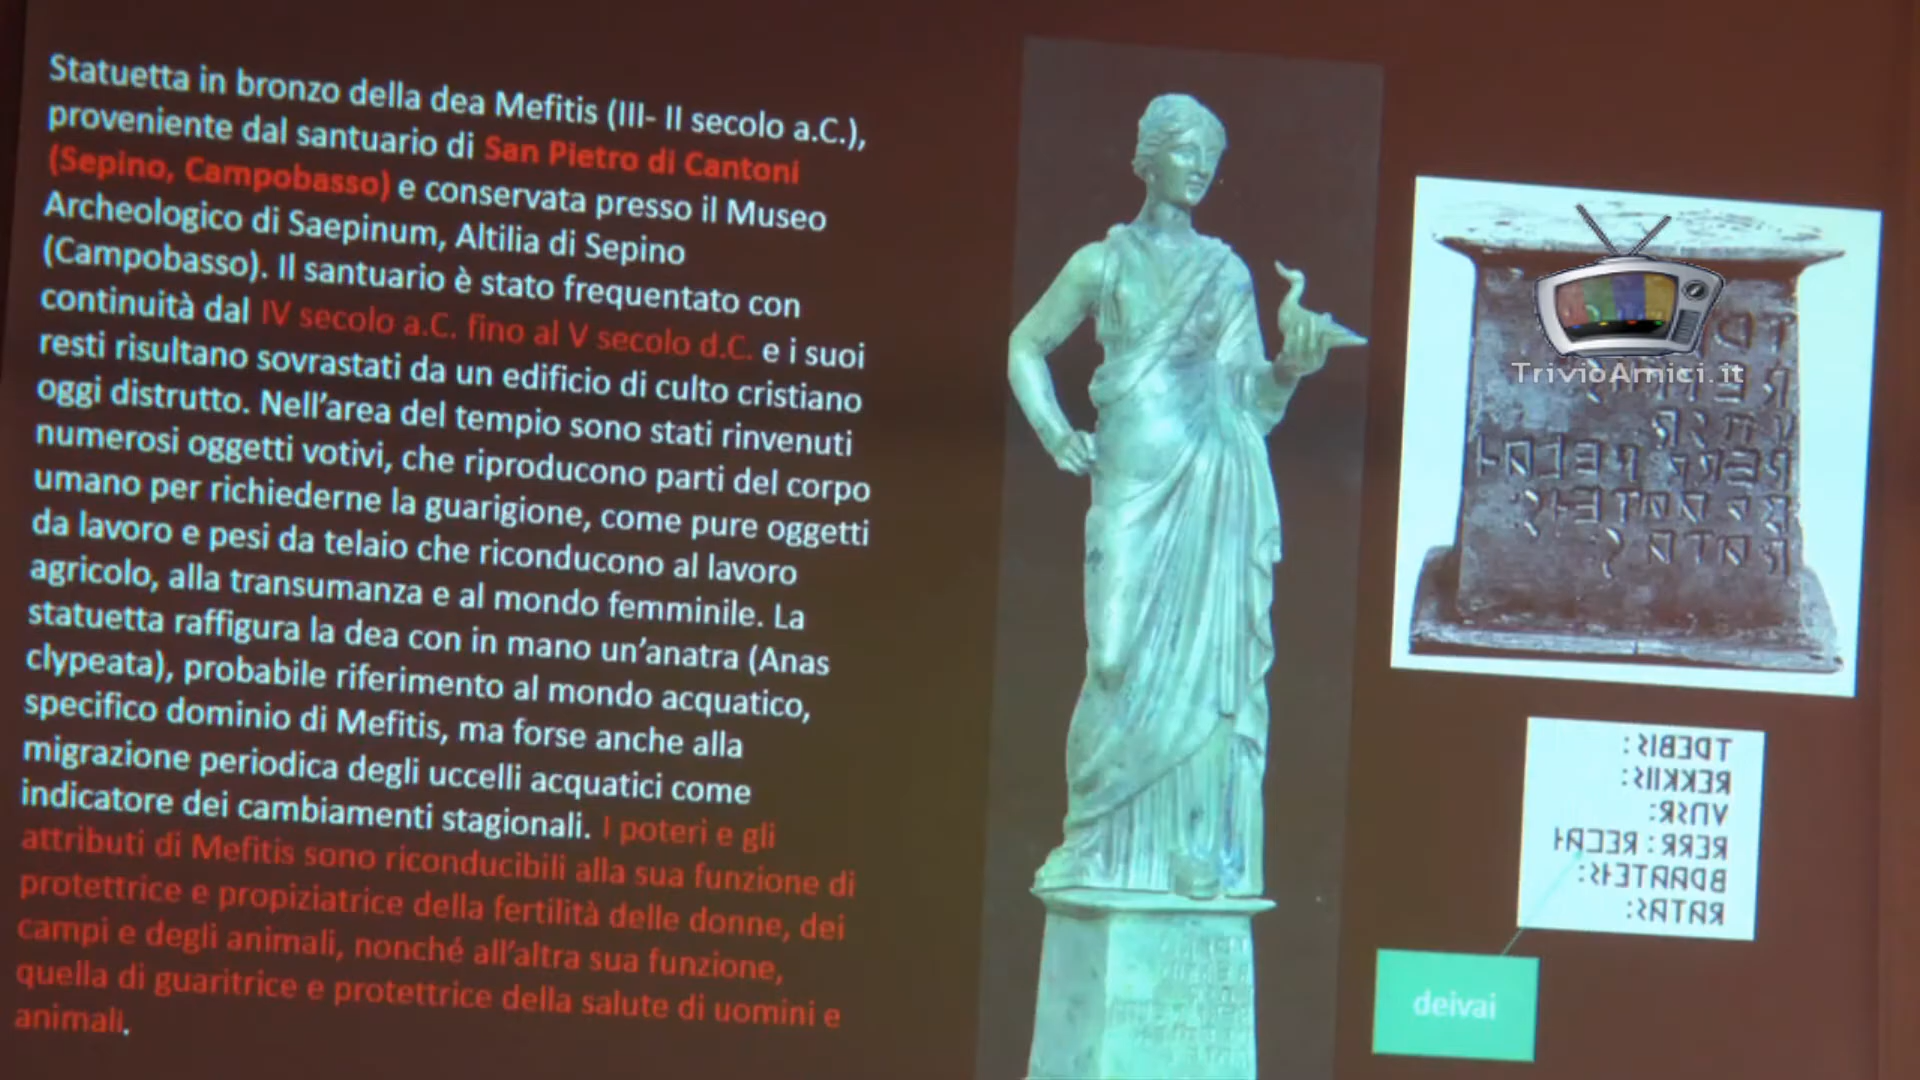 Statuetta in bronzo della dea Mefitis (III- II secolo a.C.),
proveniente dal santuario di San Pietro di Cantoni
(Sepino, Campobasso) e conservata presso il Museo
Archeologico di Saepinum, Altilia di Sepino
(Campobasso). Il santuario è stato frequentato con
continuità dal IV secolo a.C. fino al V secolo d.C. e i suoi
resti risultano sovrastati da un edificio di culto cristiano
oggi distrutto. Nell'area del tempio sono stati rinvenuti
numerosi oggetti votivi, che riproducono parti del corpo
umano per richiederne la guarigione, come pure oggetti
da lavoro e pesi da telaio che riconducono al lavoro
agricolo, alla transumanza e al mondo femminile. La
statuetta raffigura la dea con in mano un'anatra (Anas
clypeata), probabile riferimento al mondo acquatico,
specifico dominio di Mefitis, ma forse anche alla
migrazione periodica degli uccelli acquatici come
indicatore dei cambiamenti stagionali. I poteri e gli
attributi di Mefitis sono riconducibili alla sua funzione di
protettrice e propiziatrice della fertilità delle donne, dei
campi e degli animali, nonché all'altra sua funzione,
quella di guaritrice e protettrice della salute di uomini e
animali.
TrivioAmici.it
deivai